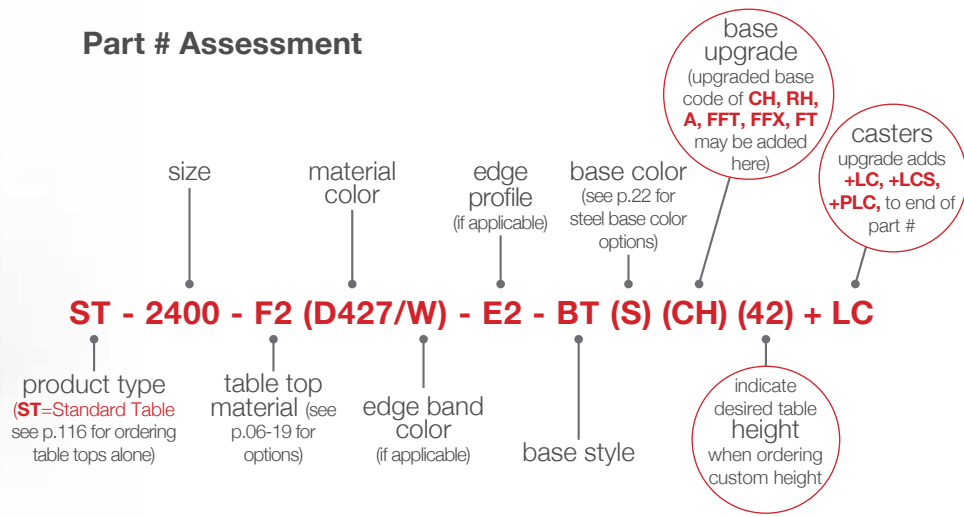 Part # Assessment
base
upgrade
(upgraded base
code of CH, RH,
A, FFT, FFX, FT
may be added
here)
casters
upgrade adds
+LC, +LCS,
+PLC, to end of
part #
size
material
color
edge
profile
(if applicable)
base color
(see p.22 for
steel base color
options)
ST - 2400 - F2 (D427/W) - E2 - BT (S) (CH) (42) + LC
product type
(ST=Standard Table
see p.116 for ordering
table tops alone)
table top
material (see
p.06-19 for
options)
edge band
color
(if applicable)
base style
indicate
desired table
height
when ordering
custom height